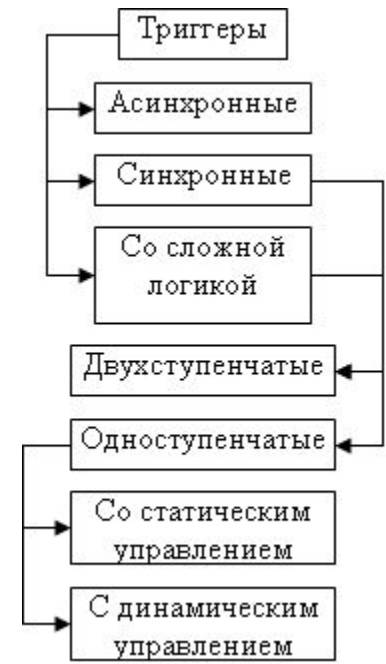 Триггеры
Асинхронные
Синхронные
Со сложной
логикой
Двухступенчатые
Одноступенчатые
Со статическим
управлением
С динамическим
управлением